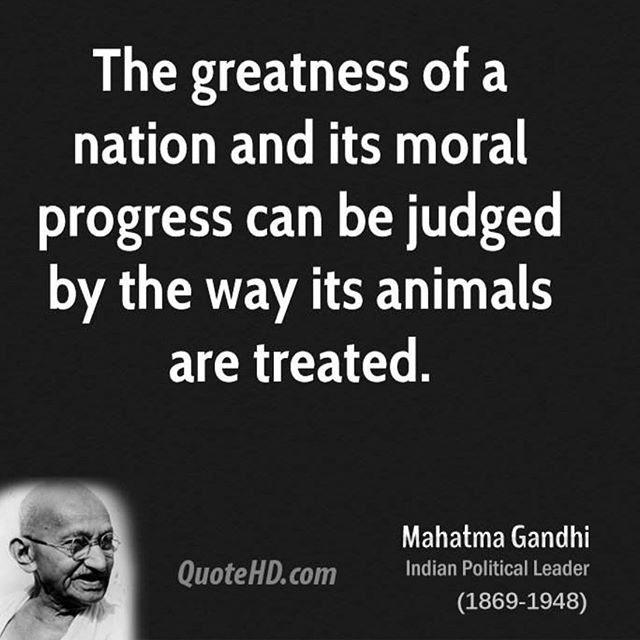 The greatness of a
nation and its moral
progress can be judged
by the way its animals
are treated.
Mahatma Gandhi
Indian Political Leader
(1869-1948)
QuoteHD.com